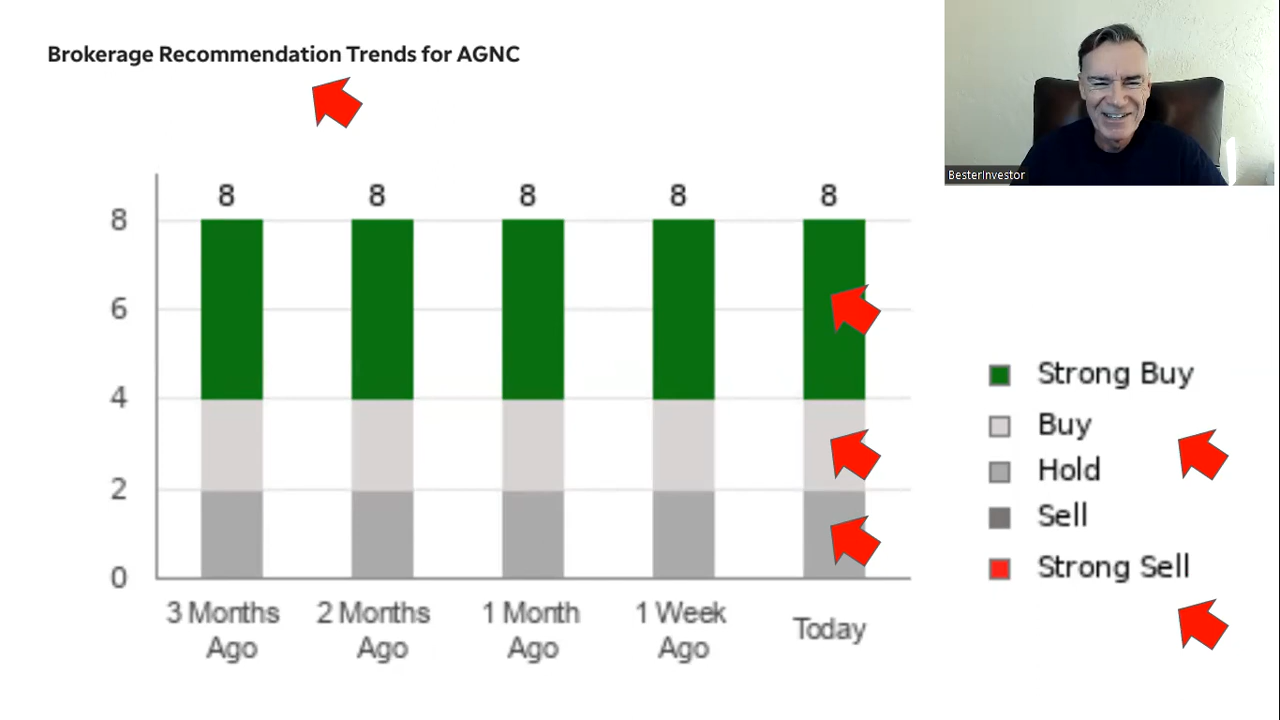 Brokerage Recommendation Trends for AGNC
BesterInvestor
8 8 8 8 8
8
6
4
2
0
3 Months Ago
2 Months Ago
1 Month Ago
1 Week Ago
Today
Strong Buy
Buy
Hold
Sell
Strong Sell